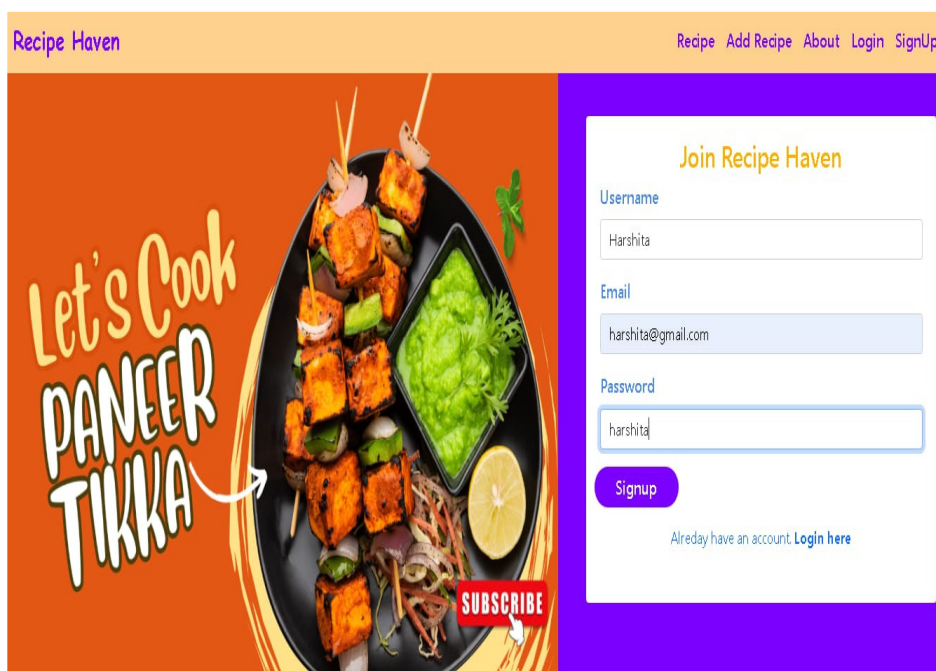 Recipe Haven
Recipe Add Recipe About Login SignUp
Let's Cook
PANEER
TIKKA
SUBSCRIBE
Join Recipe Haven
Username
Harshita
Email
harshita@gmail.com
Password
harshita
Signup
Alreday have an account. Login here